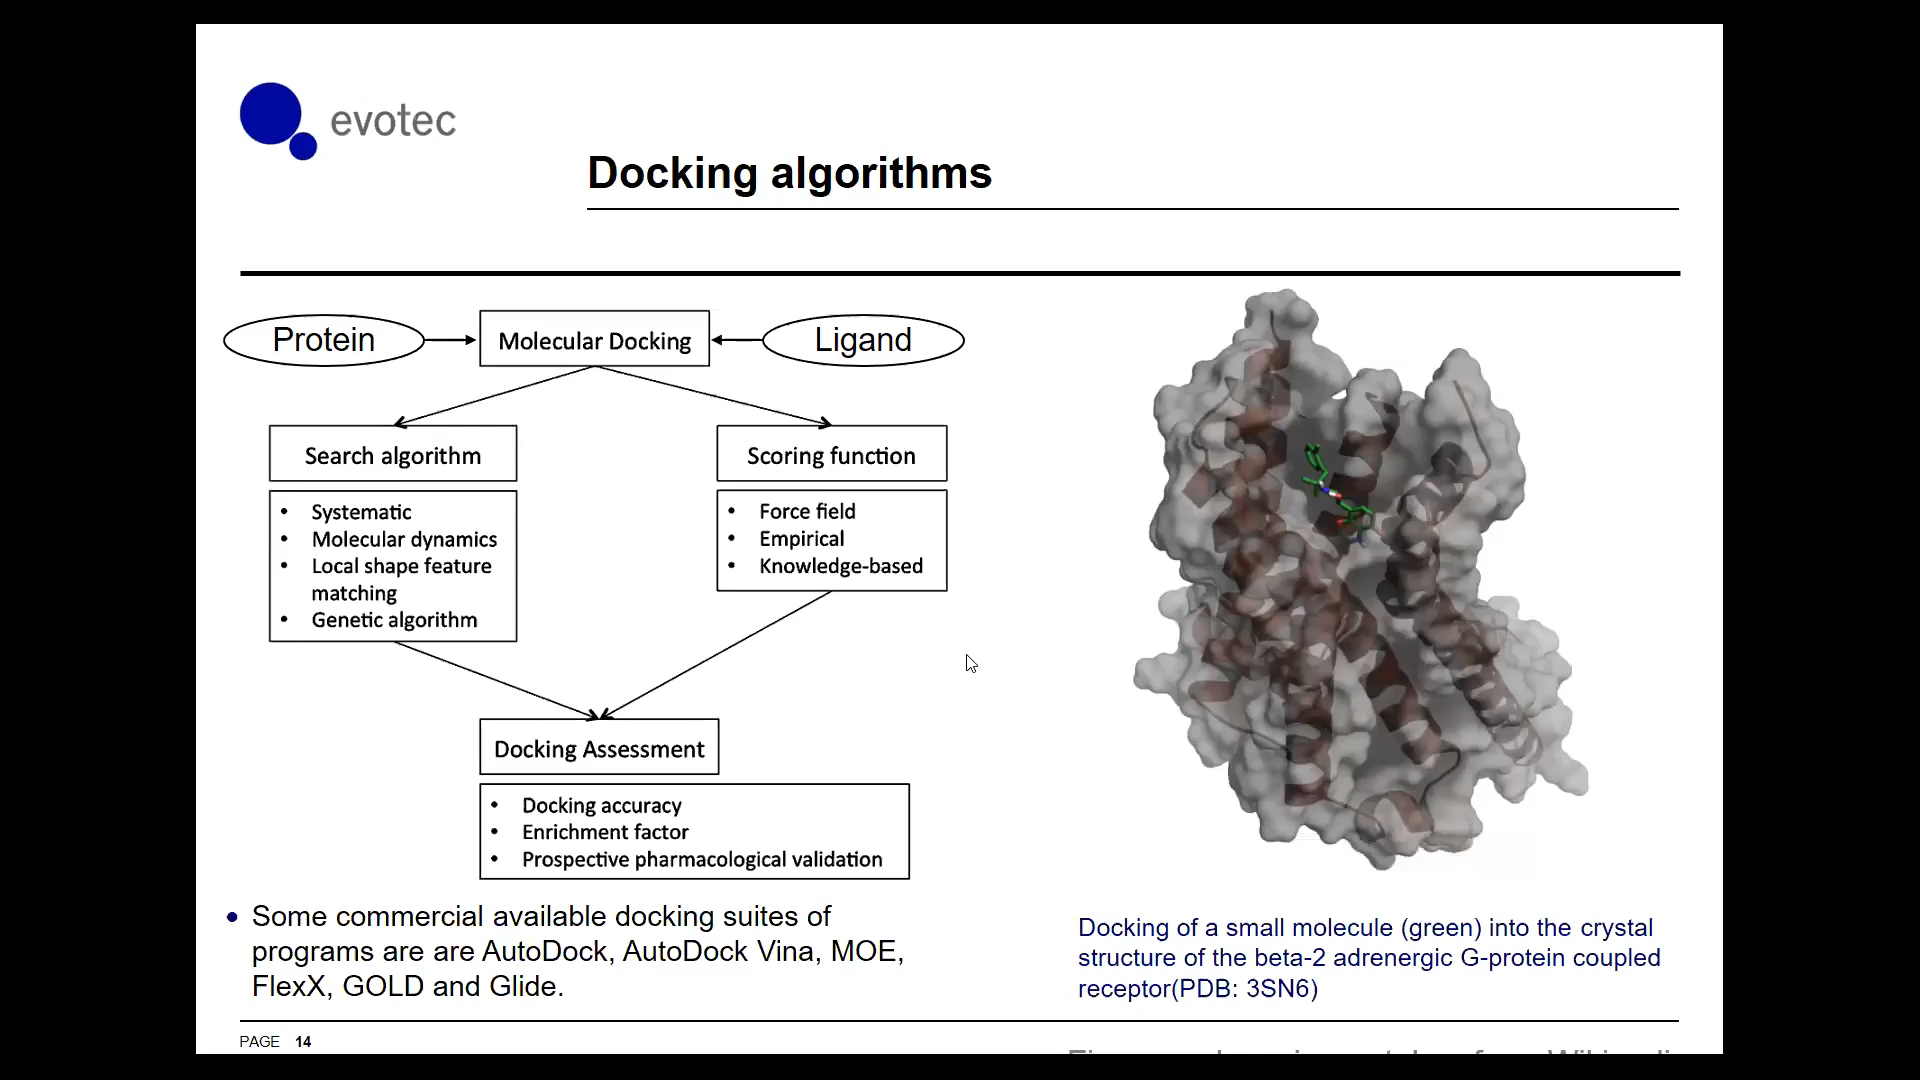 evotec
Docking algorithms
Protein
Molecular Docking
Ligand
Search algorithm
• Systematic
• Molecular dynamics
• Local shape feature
matching
• Genetic algorithm
Scoring function
• Force field
• Empirical
• Knowledge-based
Docking Assessment
• Docking accuracy
• Enrichment factor
• Prospective pharmacological validation
• Some commercial available docking suites of
programs are are AutoDock, AutoDock Vina, MOE,
FlexX, GOLD and Glide.
Docking of a small molecule (green) into the crystal
structure of the beta-2 adrenergic G-protein coupled
receptor(PDB: 3SN6)
PAGE 14